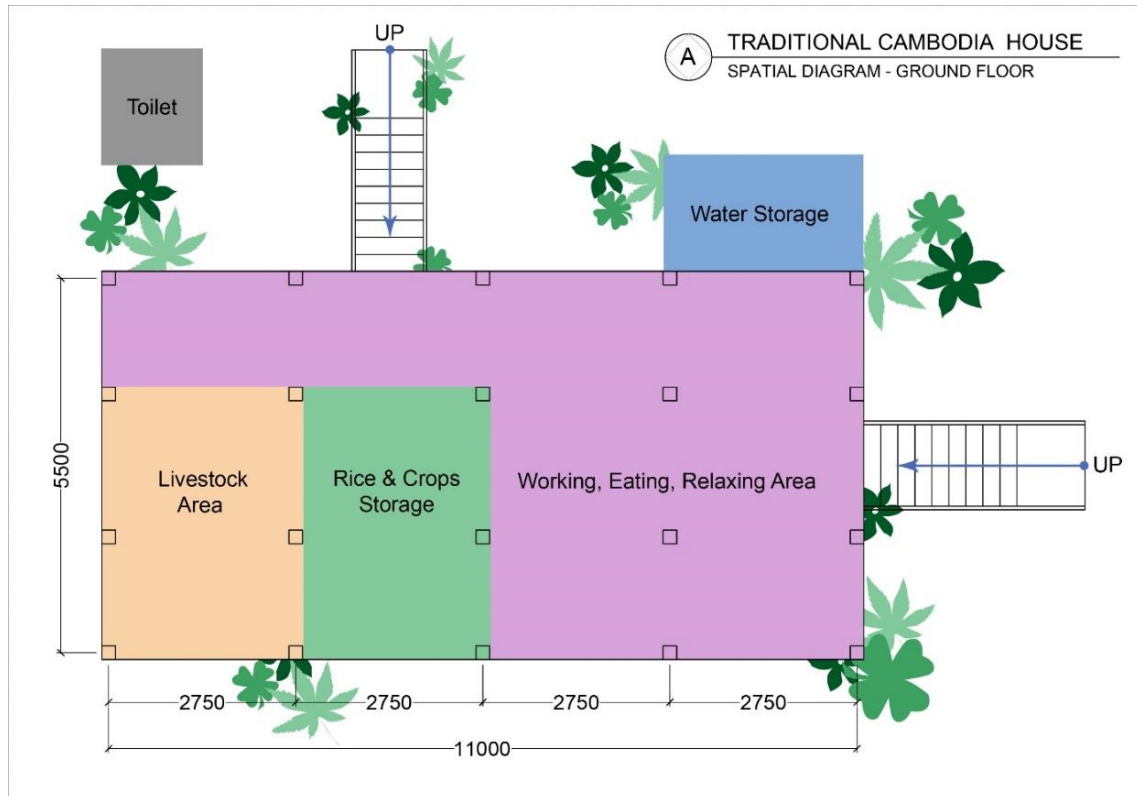 UP
A
TRADITIONAL CAMBODIA HOUSE
SPATIAL DIAGRAM - GROUND FLOOR
Toilet
Water Storage
5500
Livestock
Area
Rice & Crops
Storage
Working, Eating, Relaxing Area
UP
2750
2750
2750
2750
11000